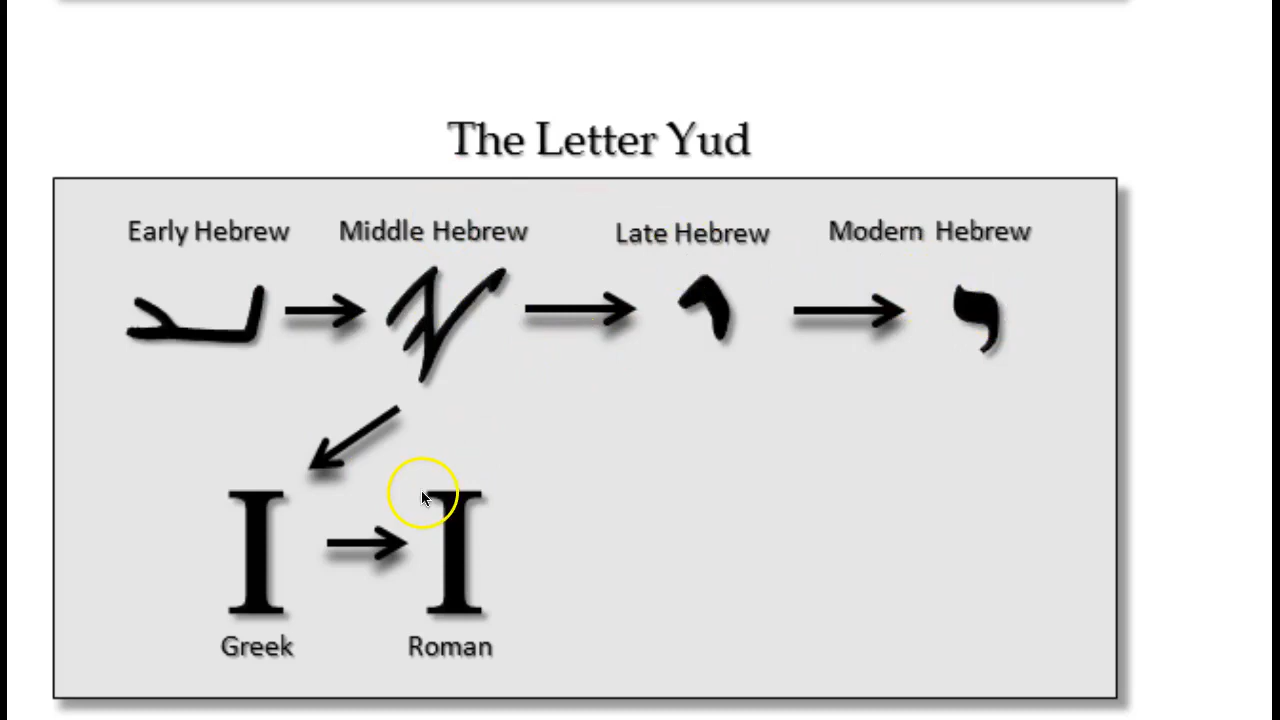 The Letter Yud
Early Hebrew Middle Hebrew Late Hebrew Modern Hebrew
י
I I
Greek Roman